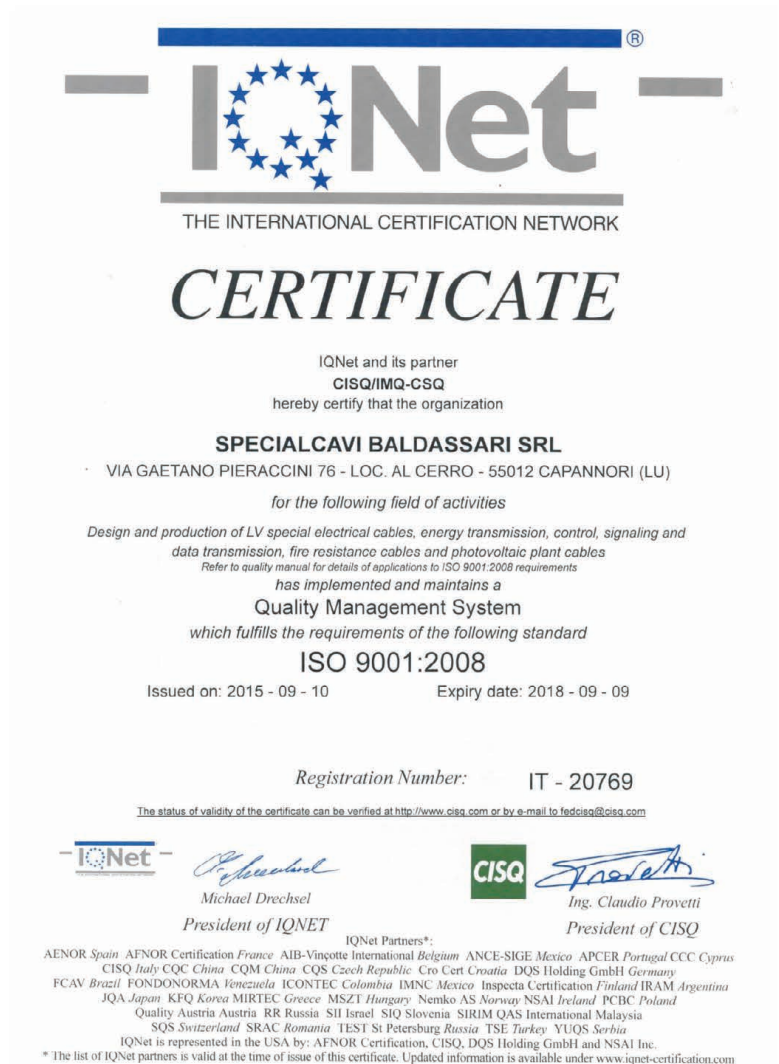 ®
IQNet
THE INTERNATIONAL CERTIFICATION NETWORK
CERTIFICATE
IQNet and its partner
CISQ/IMQ-CSQ
hereby certify that the organization
SPECIALCAVI BALDASSARI SRL
VIA GAETANO PIERACCINI 76 - LOC. AL CERRO - 55012 CAPANNORI (LU)
for the following field of activities
Design and production of LV special electrical cables, energy transmission, control, signaling and
data transmission, fire resistance cables and photovoltaic plant cables
Refer to quality manual for details of applications to ISO 9001:2008 requirements
has implemented and maintains a
Quality Management System
which fulfills the requirements of the following standard
ISO 9001:2008
Issued on: 2015 - 09 - 10 Expiry date: 2018 - 09 - 09
Registration Number: IT - 20769
The status of validity of the certificate can be verified at http://www.cisq.com or by e-mail to fedcisq@cisq.com
IQNet CISQ
Michael Drechsel Ing. Claudio Provetti
President of IQNET President of CISQ
IQNet Partners*:
AENOR Spain AFNOR Certification France AIB-Vinçotte International Belgium ANCE-SIGE Mexico APCER Portugal CCC Cyprus
CISQ Italy CQC China CQM China CQS Czech Republic Cro Cert Croatia DQS Holding GmbH Germany
FCAV Brazil FONDONORMA Venezuela ICONTEC Colombia IMNC Mexico Inspecta Certification Finland IRAM Argentina
JQA Japan KFQ Korea MIRTEC Greece MSZT Hungary Nemko AS Norway NSAI Ireland PCBC Poland
Quality Austria Austria RR Russia SII Israel SIQ Slovenia SIRIM QAS International Malaysia
SQS Switzerland SRAC Romania TEST St Petersburg Russia TSE Turkey YUQS Serbia
IQNet is represented in the USA by: AFNOR Certification, CISQ, DQS Holding GmbH and NSAI Inc.
* The list of IQNet partners is valid at the time of issue of this certificate. Updated information is available under www.iqnet-certification.com